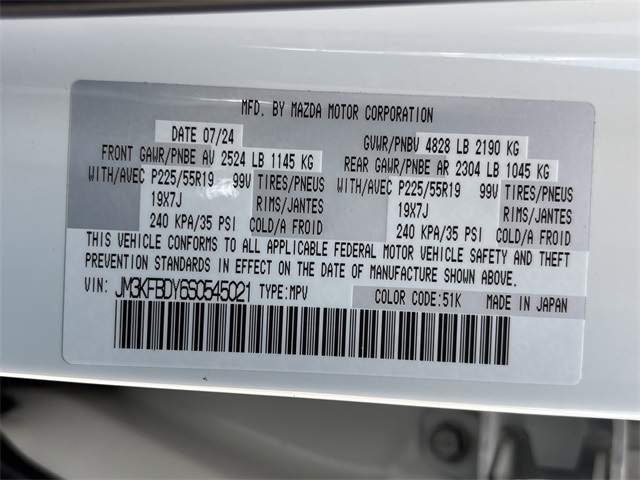 MFD. BY MAZDA MOTOR CORPORATION
DATE 07/24 GVWR/PNBV 4828 LB 2190 KG
FRONT GAWR/PNBE AV 2524 LB 1145 KG REAR GAWR/PNBE AR 2304 LB 1045 KG
WITH/AVEC P225/55R19 99V TIRES/PNEUS WITH/AVEC P225/55R19 99V TIRES/PNEUS
19X7J RIMS/JANTES 19X7J RIMS/JANTES
240 KPA/35 PSI COLD/A FROID 240 KPA/35 PSI COLD/A FROID
THIS VEHICLE CONFORMS TO ALL APPLICABLE FEDERAL MOTOR VEHICLE SAFETY AND THEFT
PREVENTION STANDARDS IN EFFECT ON THE DATE OF MANUFACTURE SHOWN ABOVE.
VIN: JM3KFBDY6S0545021 TYPE:MPV COLOR CODE:51K MADE IN JAPAN